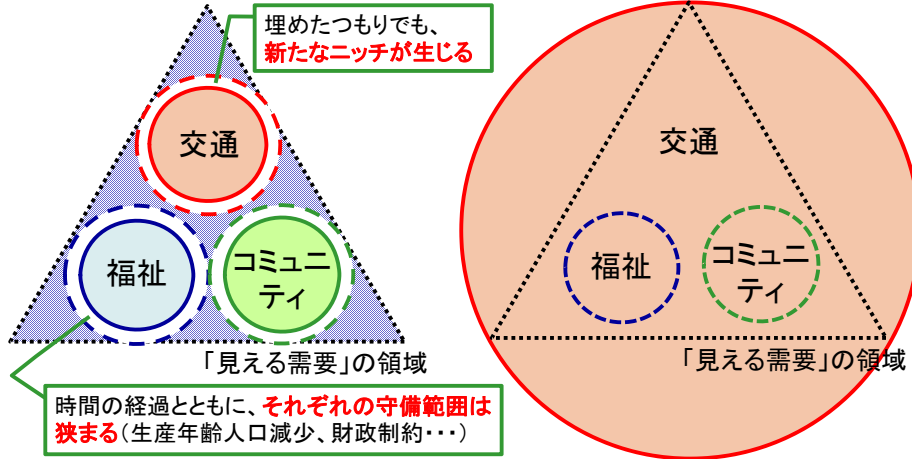 埋めたつもりでも、
新たなニッチが生じる
交通
福祉
コミュニ
ティ
「見える需要」の領域
時間の経過とともに、それぞれの守備範囲は
狭まる（生産年齢人口減少、財政制約・・・）
交通
福祉
コミュニ
ティ
「見える需要」の領域